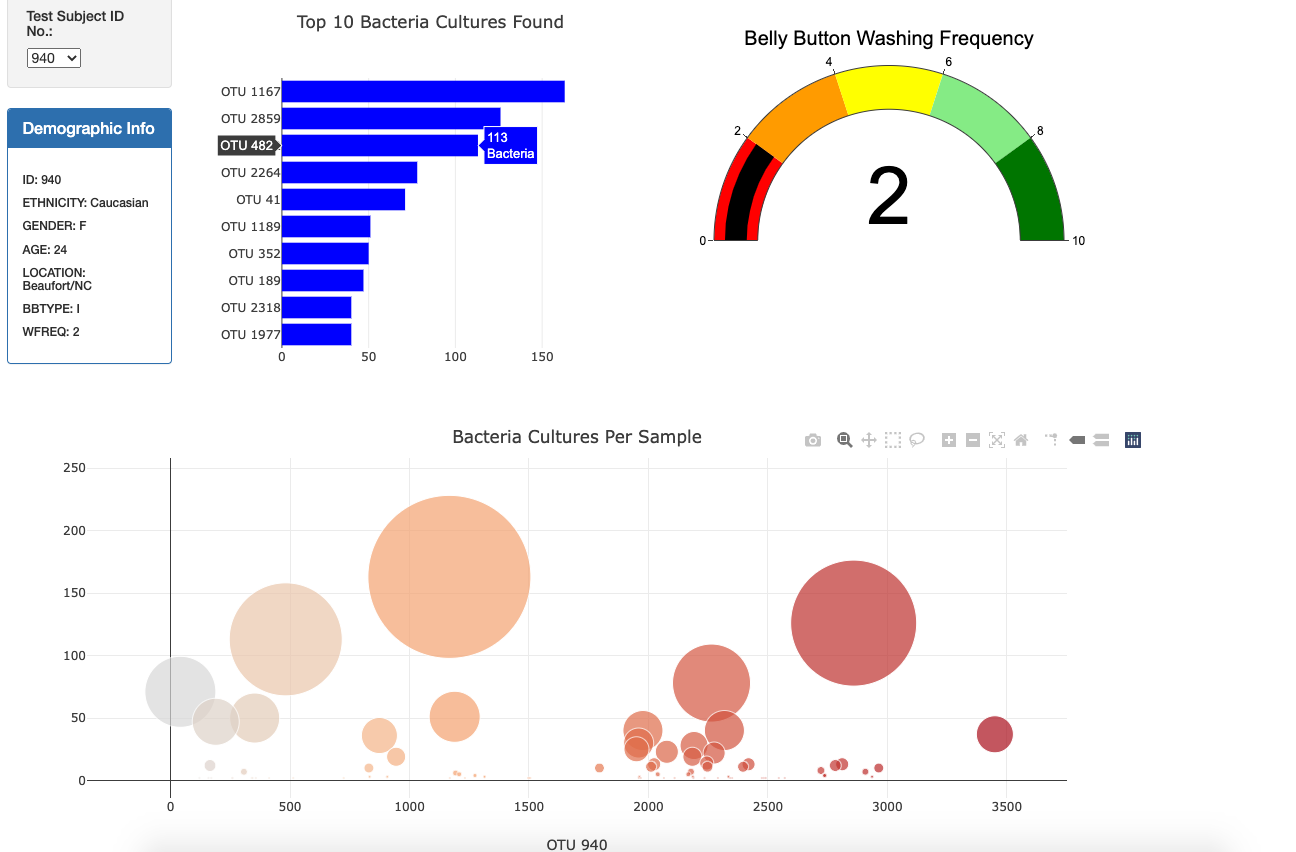 Test Subject ID
No.:
940
Demographic Info
ID: 940
ETHNICITY: Caucasian
GENDER: F
AGE: 24
LOCATION:
Beaufort/NC
BBTYPE: I
WFREQ: 2
Top 10 Bacteria Cultures Found
OTU 1167
OTU 2859
OTU 482
113
Bacteria
OTU 2264
OTU 41
OTU 1189
OTU 352
OTU 189
OTU 2318
OTU 1977
0 50 100 150
Belly Button Washing Frequency
4 6
2 8
2
0 10
Bacteria Cultures Per Sample
250
200
150
100
50
0
0 500 1000 1500 2000 2500 3000 3500
OTU 940